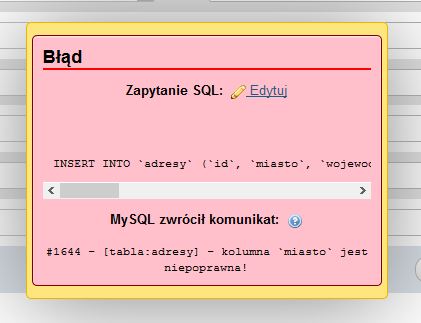 Błąd
Zapytanie SQL: Edytuj
INSERT INTO `adresy` (`id`, `miasto`, `wojewo
MySQL zwrócił komunikat:
#1644 - [tabla:adresy] - kolumna `miasto` jest
niepoprawna!